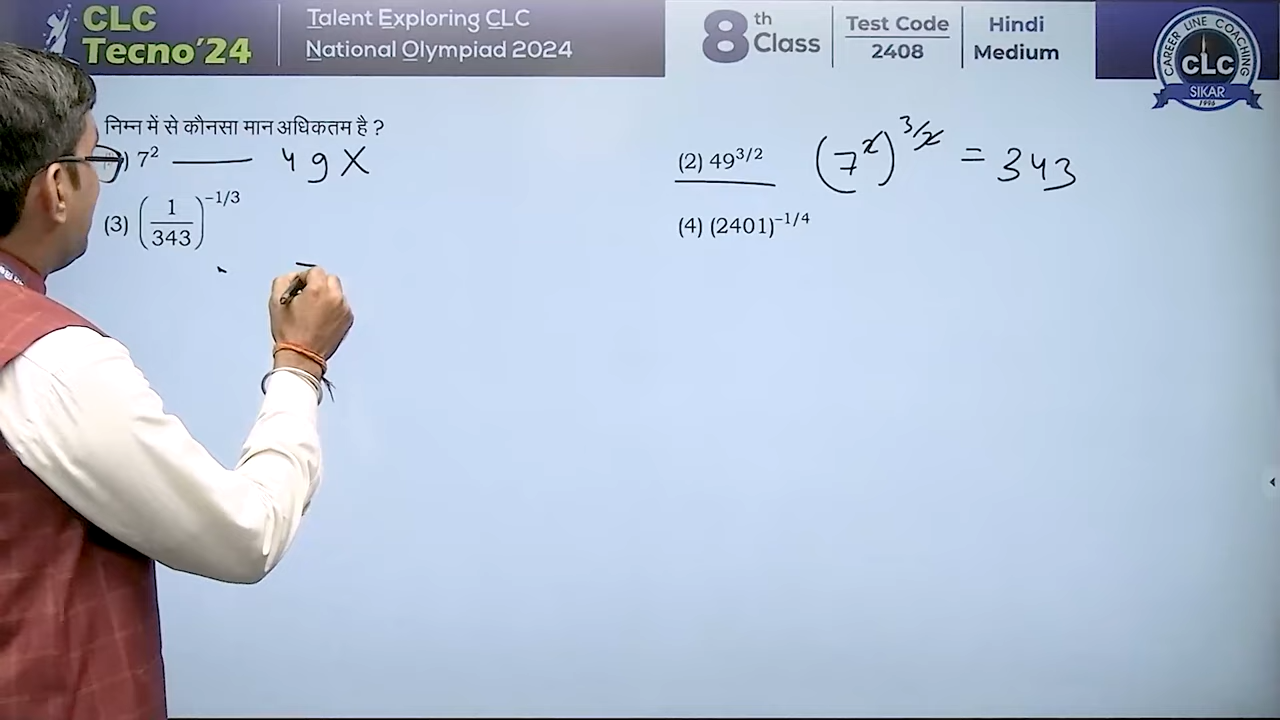 CLC
Tecno'24
Talent Exploring CLC
National Olympiad 2024
8th Class
Test Code
2408
Hindi
Medium
CAREER LINE COACHING
CLC
SIKAR
1996
निम्न में से कौनसा मान अधिकतम है ?
) 7² 49 X
(2) 49^{3/2} (7^2)^{3/2} = 343
(3) (1/343)^{-1/3}
(4) (2401)^{-1/4}